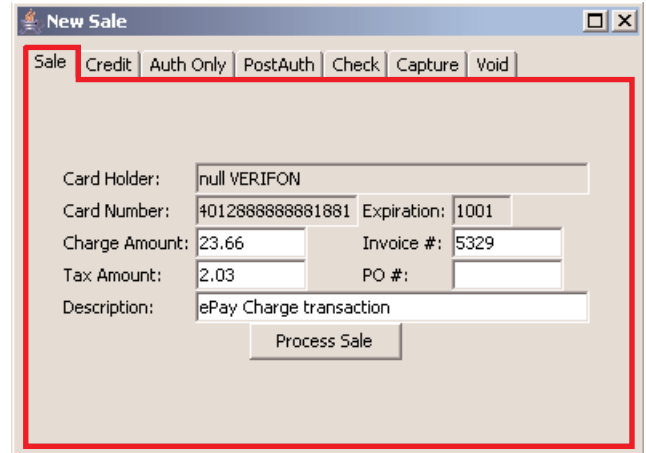 New Sale
Sale Credit Auth Only PostAuth Check Capture Void
Card Holder: null VERIFON
Card Number: 4012888888881881 Expiration: 1001
Charge Amount: 23.66 Invoice #: 5329
Tax Amount: 2.03 PO #:
Description: ePay Charge transaction
Process Sale